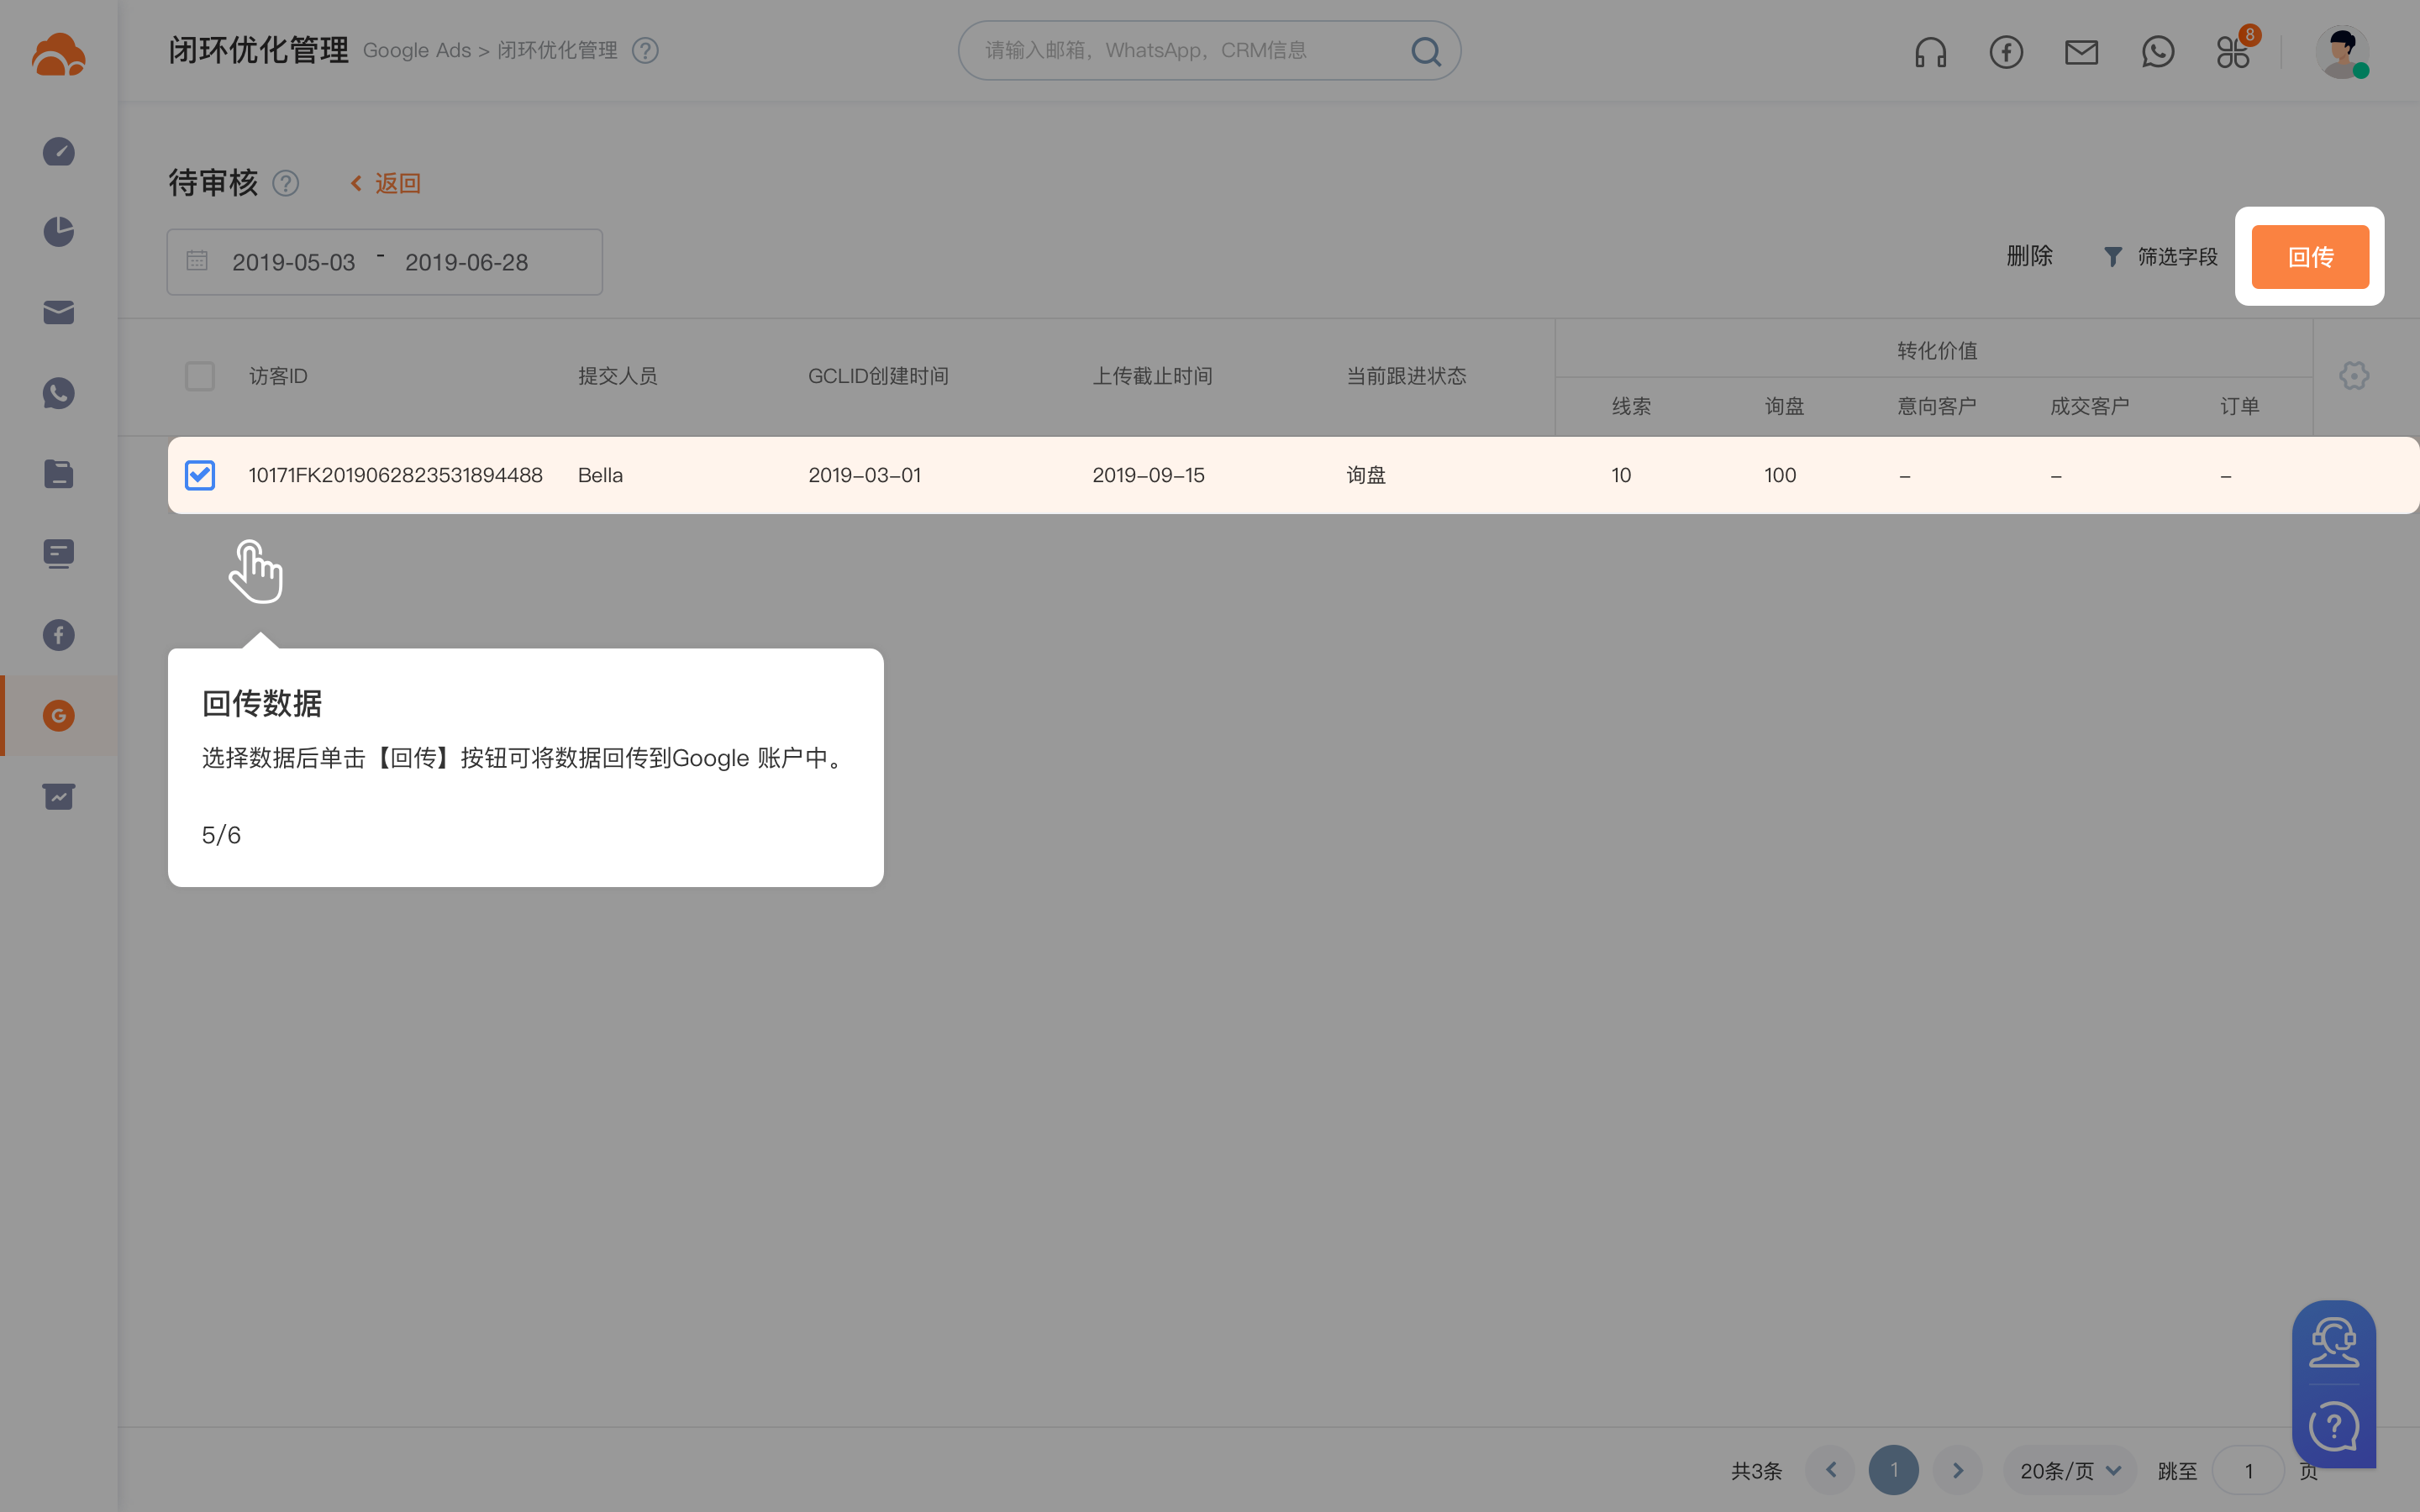 闭环优化管理 Google Ads > 闭环优化管理 ?
请输入邮箱，WhatsApp，CRM信息
8
待审核 ? 返回
2019-05-03 - 2019-06-28
删除 筛选字段 回传
访客ID 提交人员 GCLID创建时间 上传截止时间 当前跟进状态 转化价值
线索 询盘 意向客户 成交客户 订单
10171FK2019062823531894488 Bella 2019-03-01 2019-09-15 询盘 10 100 – – –
回传数据
选择数据后单击【回传】按钮可将数据回传到Google 账户中。
5/6
共3条 1 20条/页 跳至 1 页